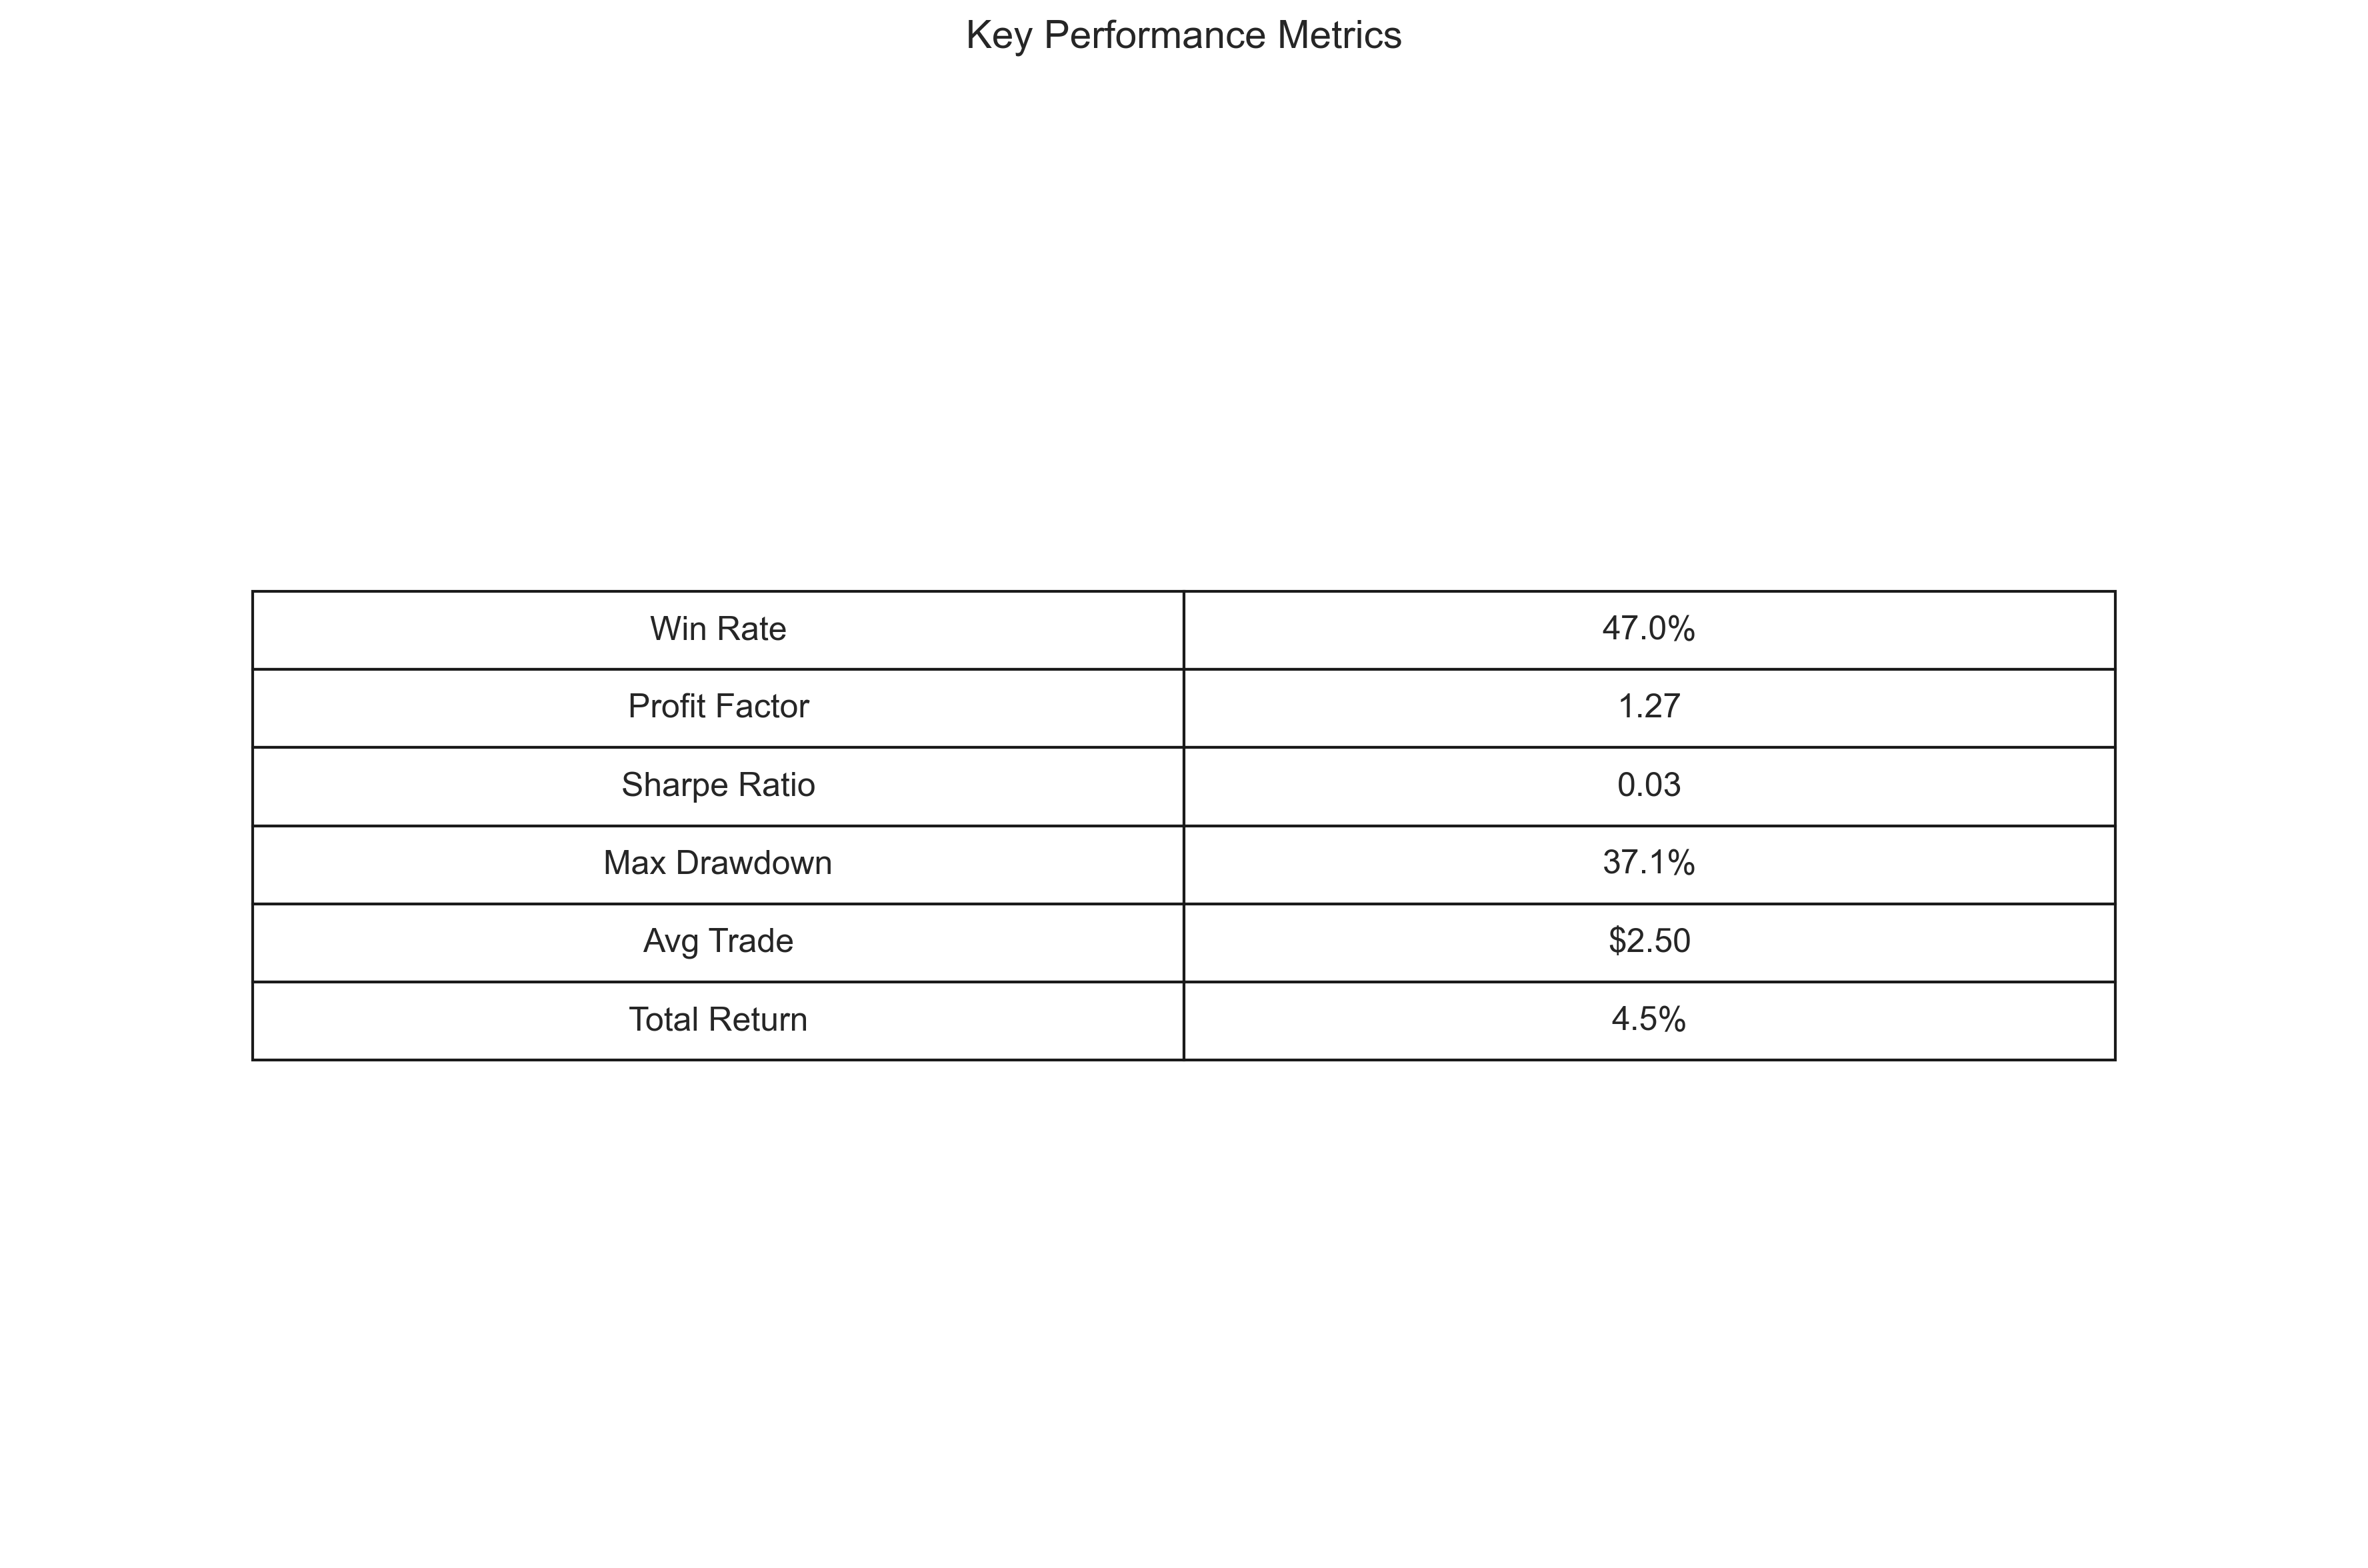 Key Performance Metrics
Win Rate 47.0%
Profit Factor 1.27
Sharpe Ratio 0.03
Max Drawdown 37.1%
Avg Trade $2.50
Total Return 4.5%